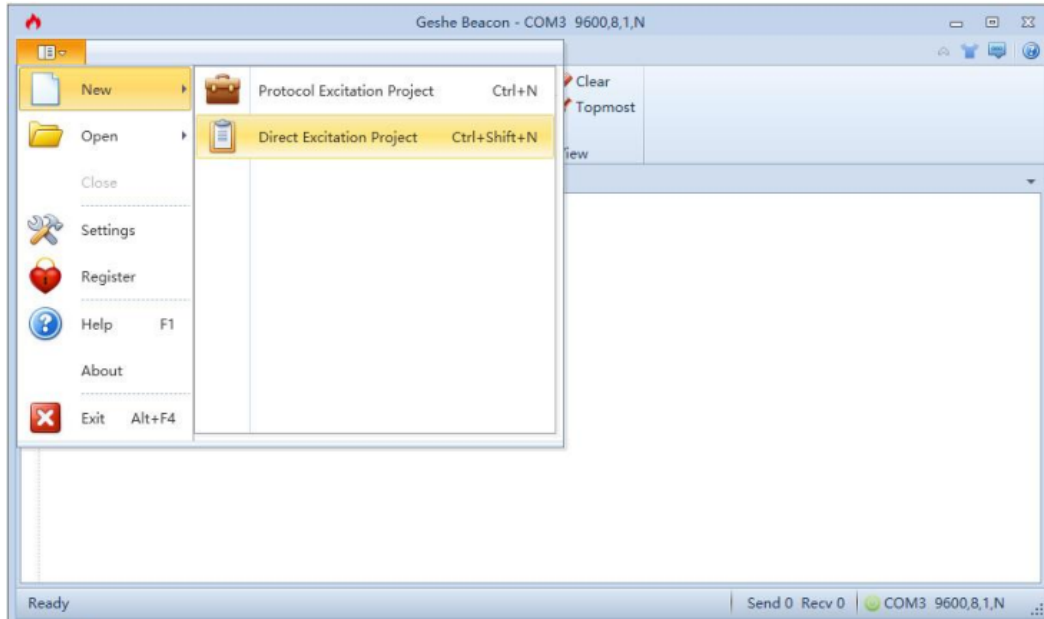 Geshe Beacon - COM3 9600,8,1,N
New
Protocol Excitation Project Ctrl+N
Clear
Topmost
Open
Direct Excitation Project Ctrl+Shift+N
Close
Settings
Register
Help F1
About
Exit Alt+F4
Ready
Send 0 Recv 0
COM3 9600,8,1,N